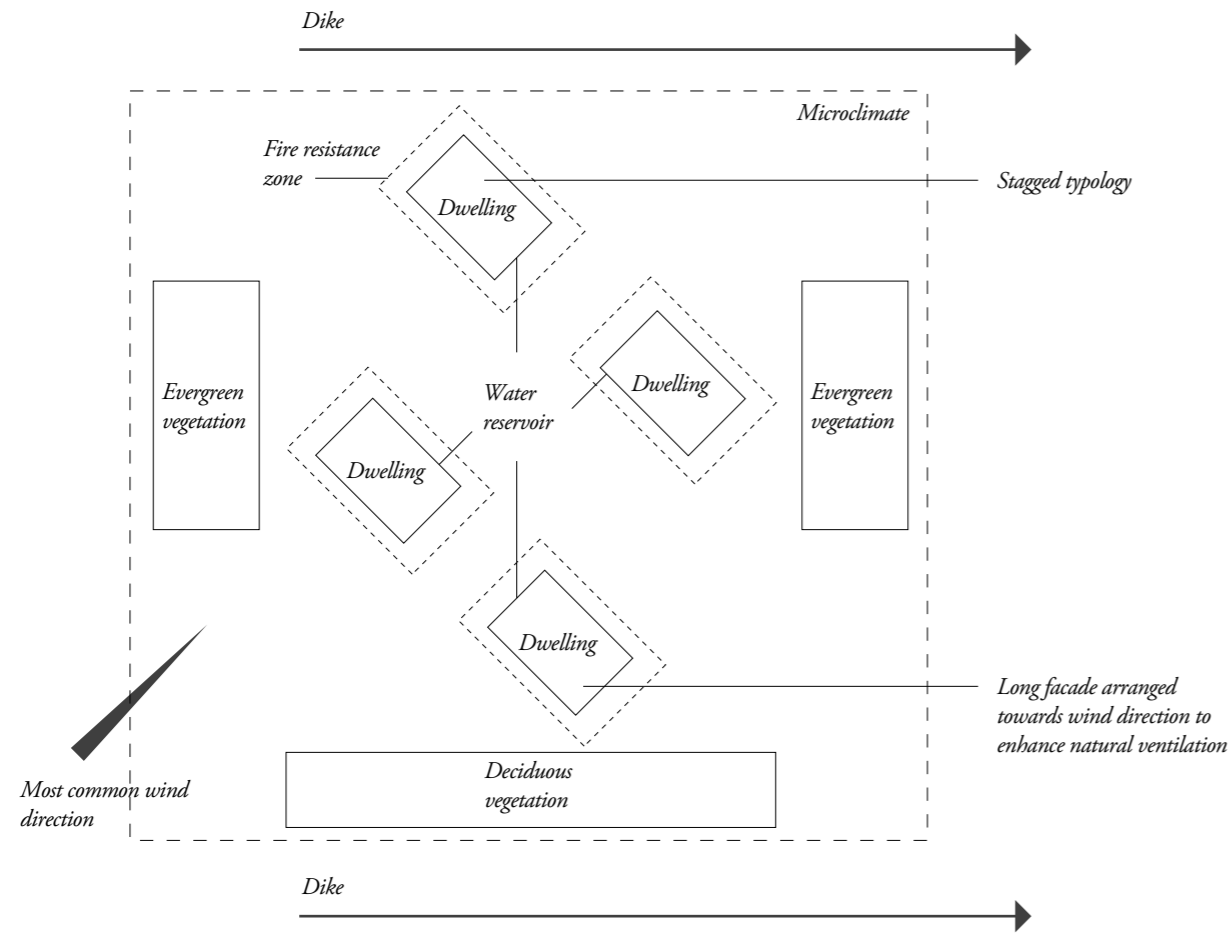 Dike
Microclimate
Fire resistance
zone
Stagged typology
Dwelling
Evergreen
vegetation
Water
reservoir
Dwelling
Evergreen
vegetation
Dwelling
Dwelling
Long facade arranged
towards wind direction to
enhance natural ventilation
Deciduous
vegetation
Most common wind
direction
Dike